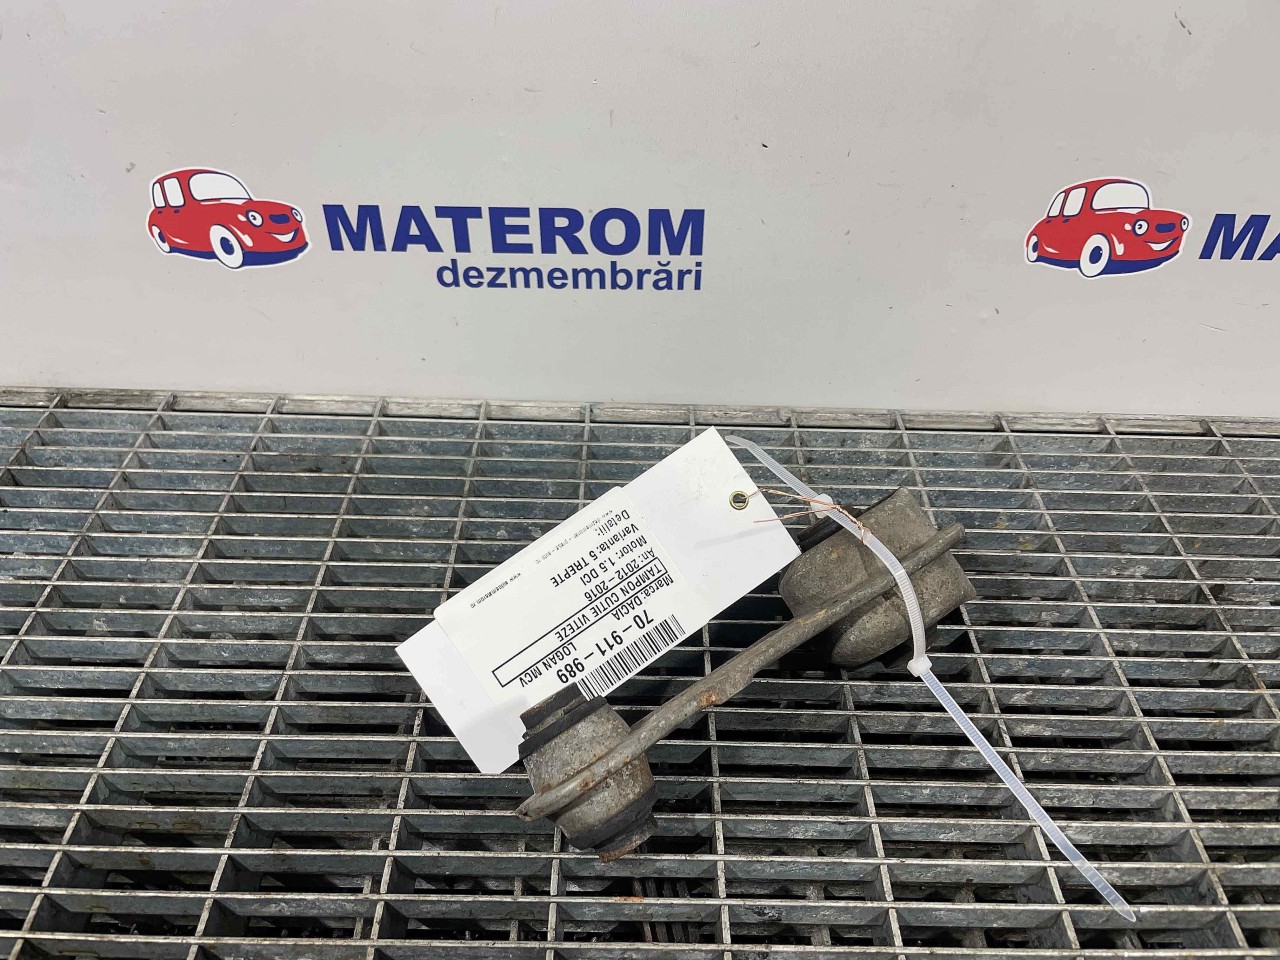 MATEROM
dezmembrări
MA
70-911-989
Marca: DACIA LOGAN MCV
TAMPON CUTIE VITEZE
An: 2012-2016
Motor: 1.5 DCI
Varianta: 5 TREPTE
Detalii: